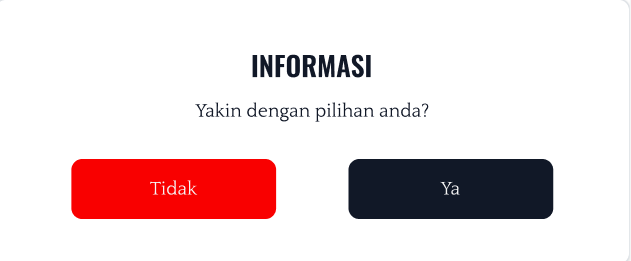 INFORMASI
Yakin dengan pilihan anda?
Tidak
Ya